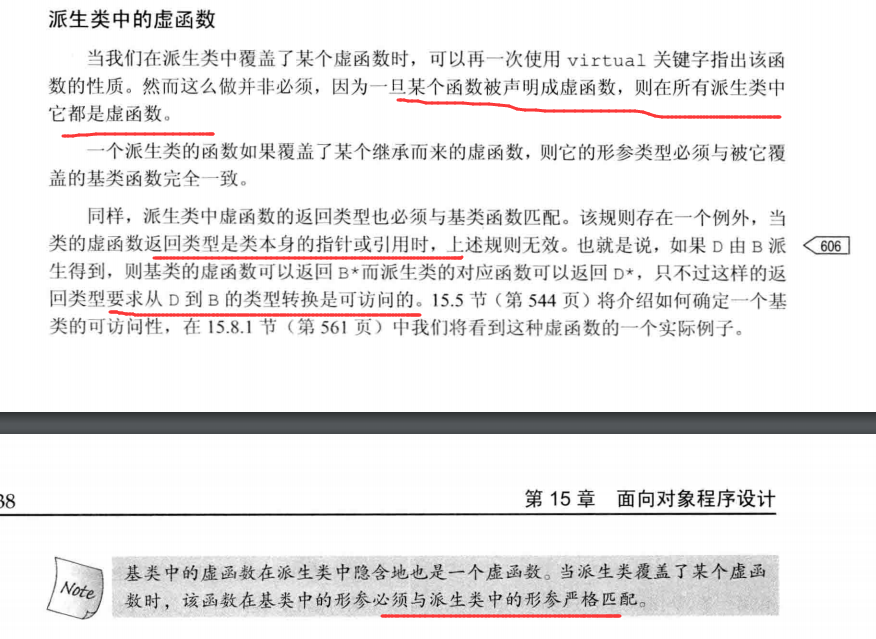 派生类中的虚函数
当我们在派生类中覆盖了某个虚函数时，可以再一次使用 virtual 关键字指出该函
数的性质。然而这么做并非必须，因为一旦某个函数被声明成虚函数，则在所有派生类中
它都是虚函数。
一个派生类的函数如果覆盖了某个继承而来的虚函数，则它的形参类型必须与被它覆
盖的基类函数完全一致。
同样，派生类中虚函数的返回类型也必须与基类函数匹配。该规则存在一个例外，当
类的虚函数返回类型是类本身的指针或引用时，上述规则无效。也就是说，如果 D 由 B 派
606
生得到，则基类的虚函数可以返回 B*而派生类的对应函数可以返回 D*，只不过这样的返
回类型要求从 D 到 B 的类型转换是可访问的。15.5 节（第 544 页）将介绍如何确定一个基
类的可访问性，在 15.8.1 节（第 561 页）中我们将看到这种虚函数的一个实际例子。
38
第 15 章 面向对象程序设计
Note
基类中的虚函数在派生类中隐含地也是一个虚函数。当派生类覆盖了某个虚函
数时，该函数在基类中的形参必须与派生类中的形参严格匹配。